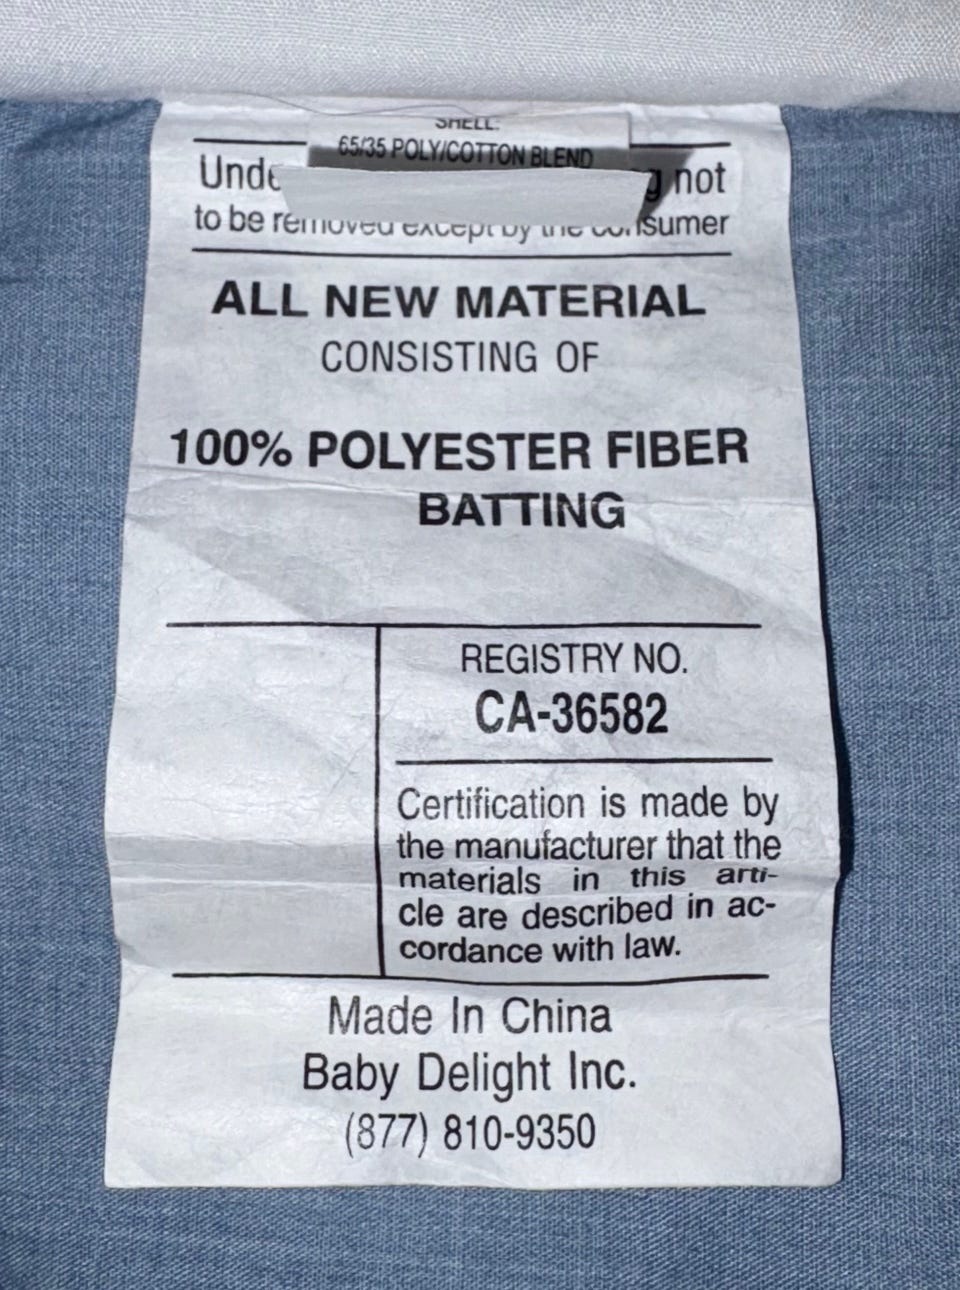 SHELL:
65/35 POLY/COTTON BLEND
not
to be removed except by the consumer
ALL NEW MATERIAL
CONSISTING OF
100% POLYESTER FIBER
BATTING
REGISTRY NO.
CA-36582
Certification is made by
the manufacturer that the
materials in this arti-
cle are described in ac-
cordance with law.
Made In China
Baby Delight Inc.
(877) 810-9350